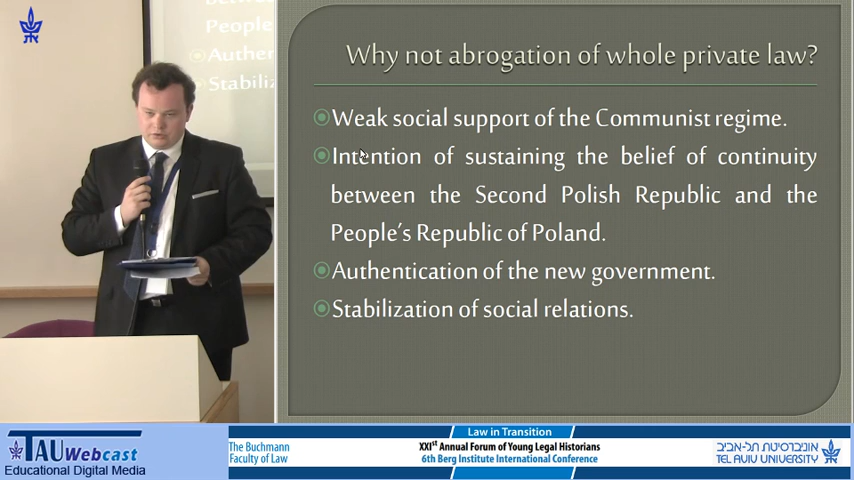 People
Authen
Stabiliz
Why not abrogation of whole private law?
Weak social support of the Communist regime.
Intention of sustaining the belief of continuity
between the Second Polish Republic and the
People's Republic of Poland.
Authentication of the new government.
Stabilization of social relations.
TAU Webcast
Educational Digital Media
The Buchmann
Faculty of Law
Law in Transition
XXIst Annual Forum of Young Legal Historians
6th Berg Institute International Conference
אוניברסיטת תל-אביב
TEL AVIV UNIVERSITY